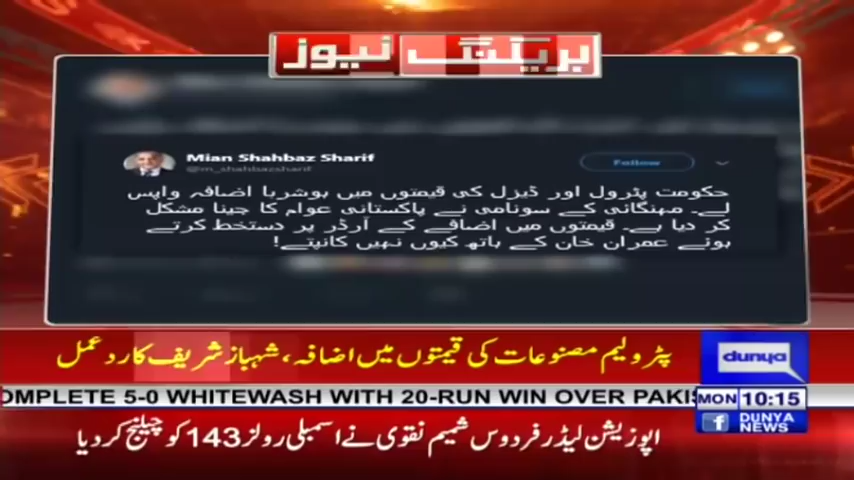 بریکنگ نیوز
Mian Shahbaz Sharif
@m_shahbazsharif
Follow
حکومت پٹرول اور ڈیزل کی قیمتوں میں ہوشربا اضافہ واپس
لے۔ مہنگائی کے سونامی نے پاکستانی عوام کا جینا مشکل
کر دیا ہے۔ قیمتوں میں اضافے کے آرڈر پر دستخط کرتے
ہوئے عمران خان کے ہاتھ کیوں نہیں کانپتے!
پٹرولیم مصنوعات کی قیمتوں میں اضافہ، شہباز شریف کا ردعمل
dunya
OMPLETE 5-0 WHITEWASH WITH 20-RUN WIN OVER PAKIS
MON 10:15
f DUNYA
NEWS
اپوزیشن لیڈر فردوس شمیم نقوی نے اسمبلی رولز 143 کو چیلنج کردیا